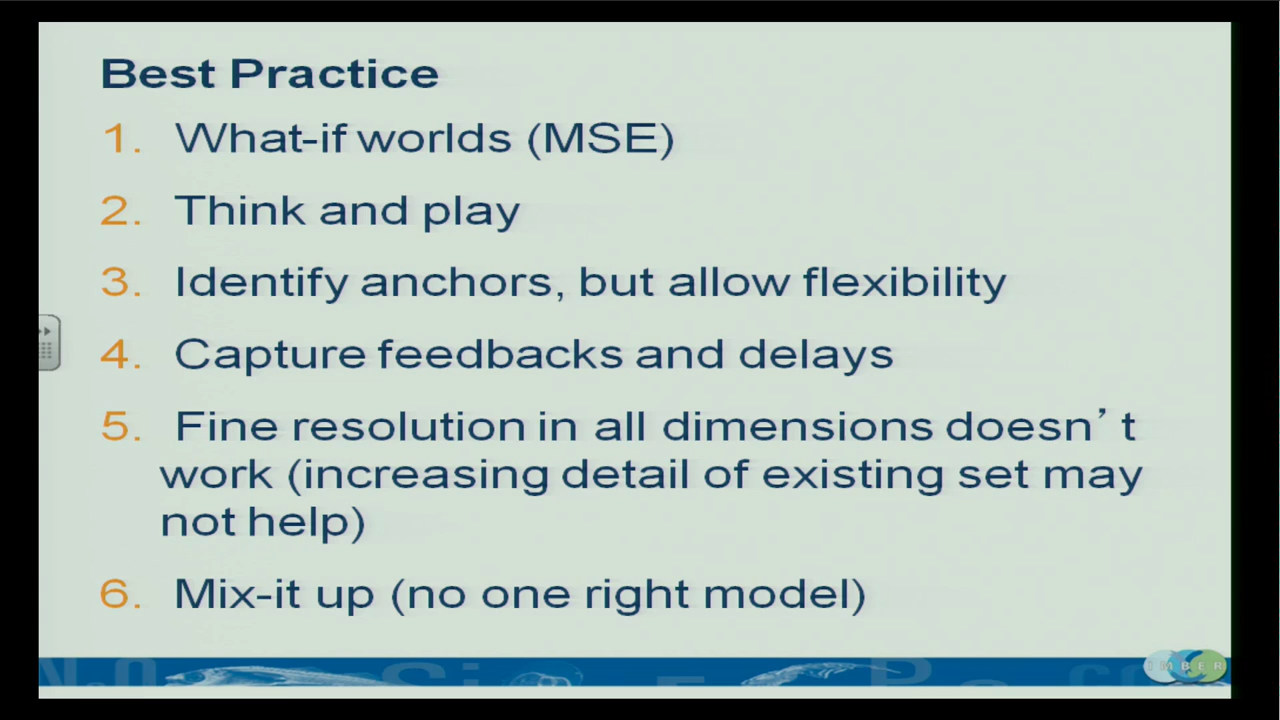 Best Practice
1. What-if worlds (MSE)
2. Think and play
3. Identify anchors, but allow flexibility
4. Capture feedbacks and delays
5. Fine resolution in all dimensions doesn’t
work (increasing detail of existing set may
not help)
6. Mix-it up (no one right model)
IMBER